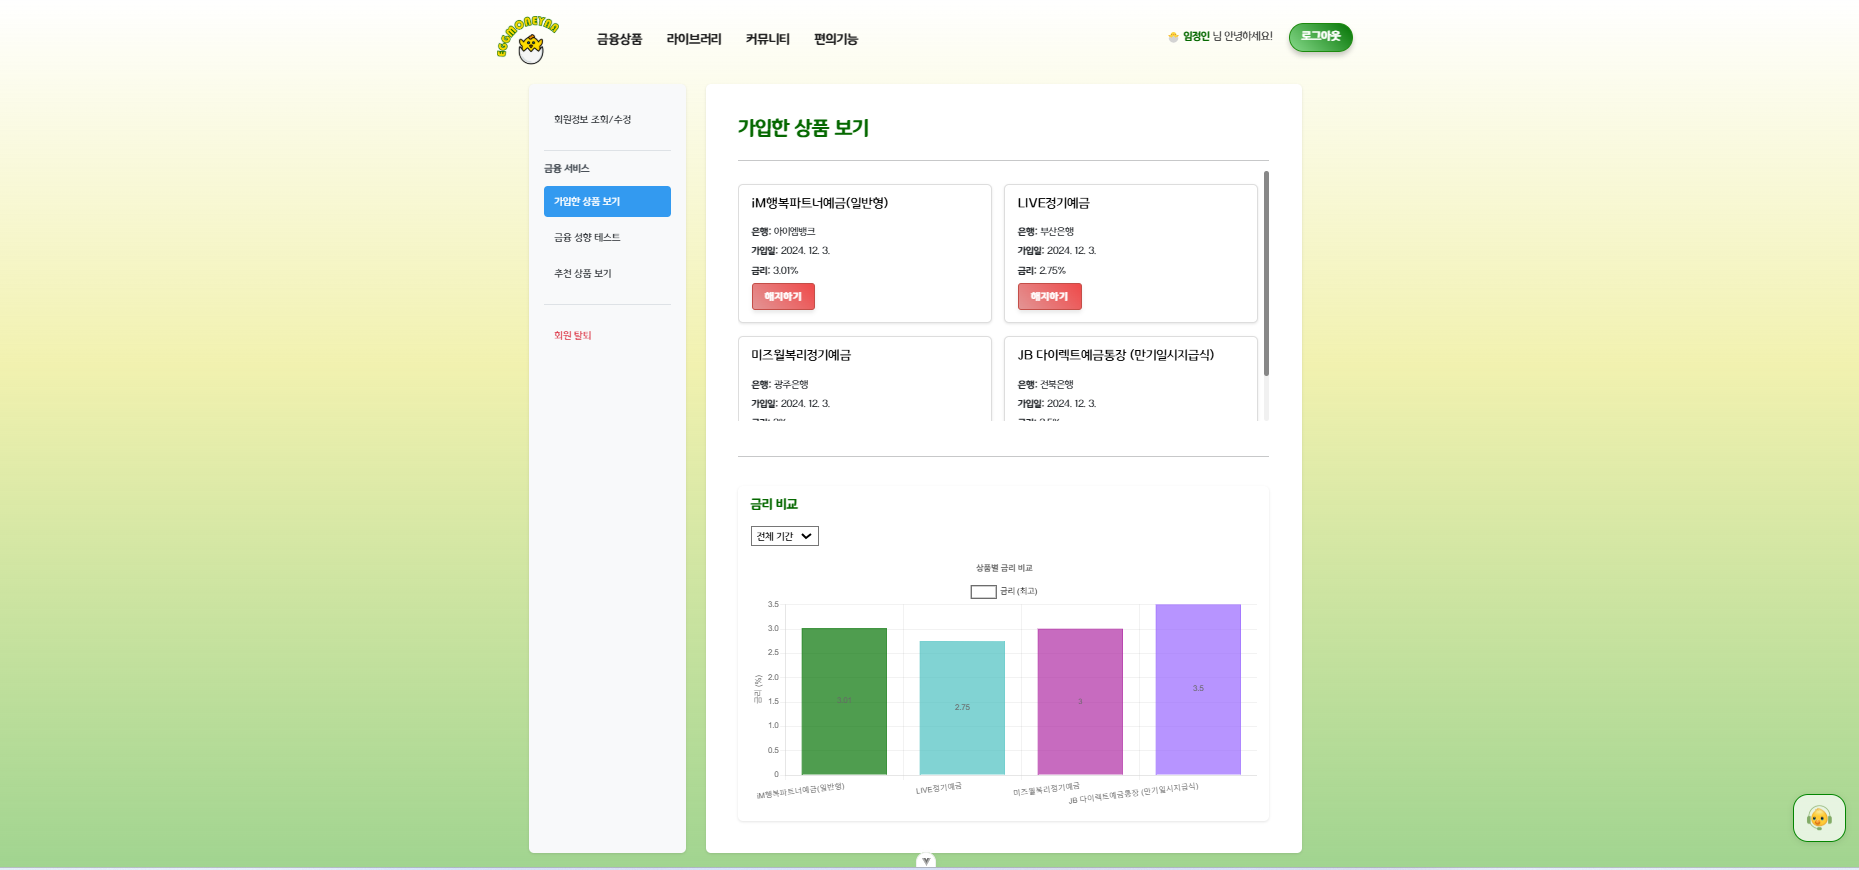 EGGMONEYNA
금융상품 라이브러리 커뮤니티 편의기능
임정인 님 안녕하세요!
로그아웃
회원정보 조회/수정
금융 서비스
가입한 상품 보기
금융 성향 테스트
추천 상품 보기
회원 탈퇴
가입한 상품 보기
iM행복파트너예금(일반형)
은행: 아이엠뱅크
가입일: 2024. 12. 3.
금리: 3.01%
해지하기
LIVE정기예금
은행: 부산은행
가입일: 2024. 12. 3.
금리: 2.75%
해지하기
미즈월복리정기예금
은행: 광주은행
가입일: 2024. 12. 3.
금리: 3%
JB 다이렉트예금통장 (만기일시지급식)
은행: 전북은행
가입일: 2024. 12. 3.
금리: 3.5%
금리 비교
전체 기간
상품별 금리 비교
금리 (최고)
금리 (%)
3.5
3.0
2.5
2.0
1.5
1.0
0.5
0
3.01
2.75
3
3.5
iM행복파트너예금(일반형)
LIVE정기예금
미즈월복리정기예금
JB 다이렉트예금통장 (만기일시지급식)